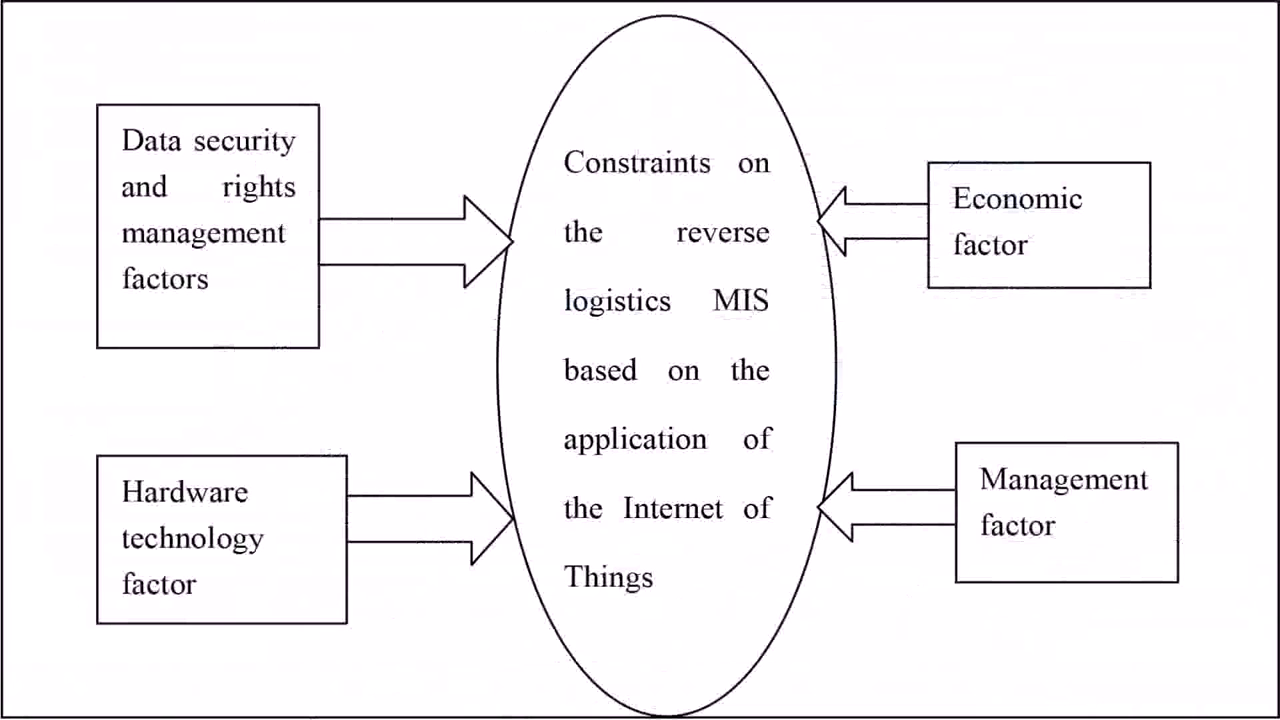 Data security
and rights
management
factors
Hardware
technology
factor
Constraints on
the reverse
logistics MIS
based on the
application of
the Internet of
Things
Economic
factor
Management
factor